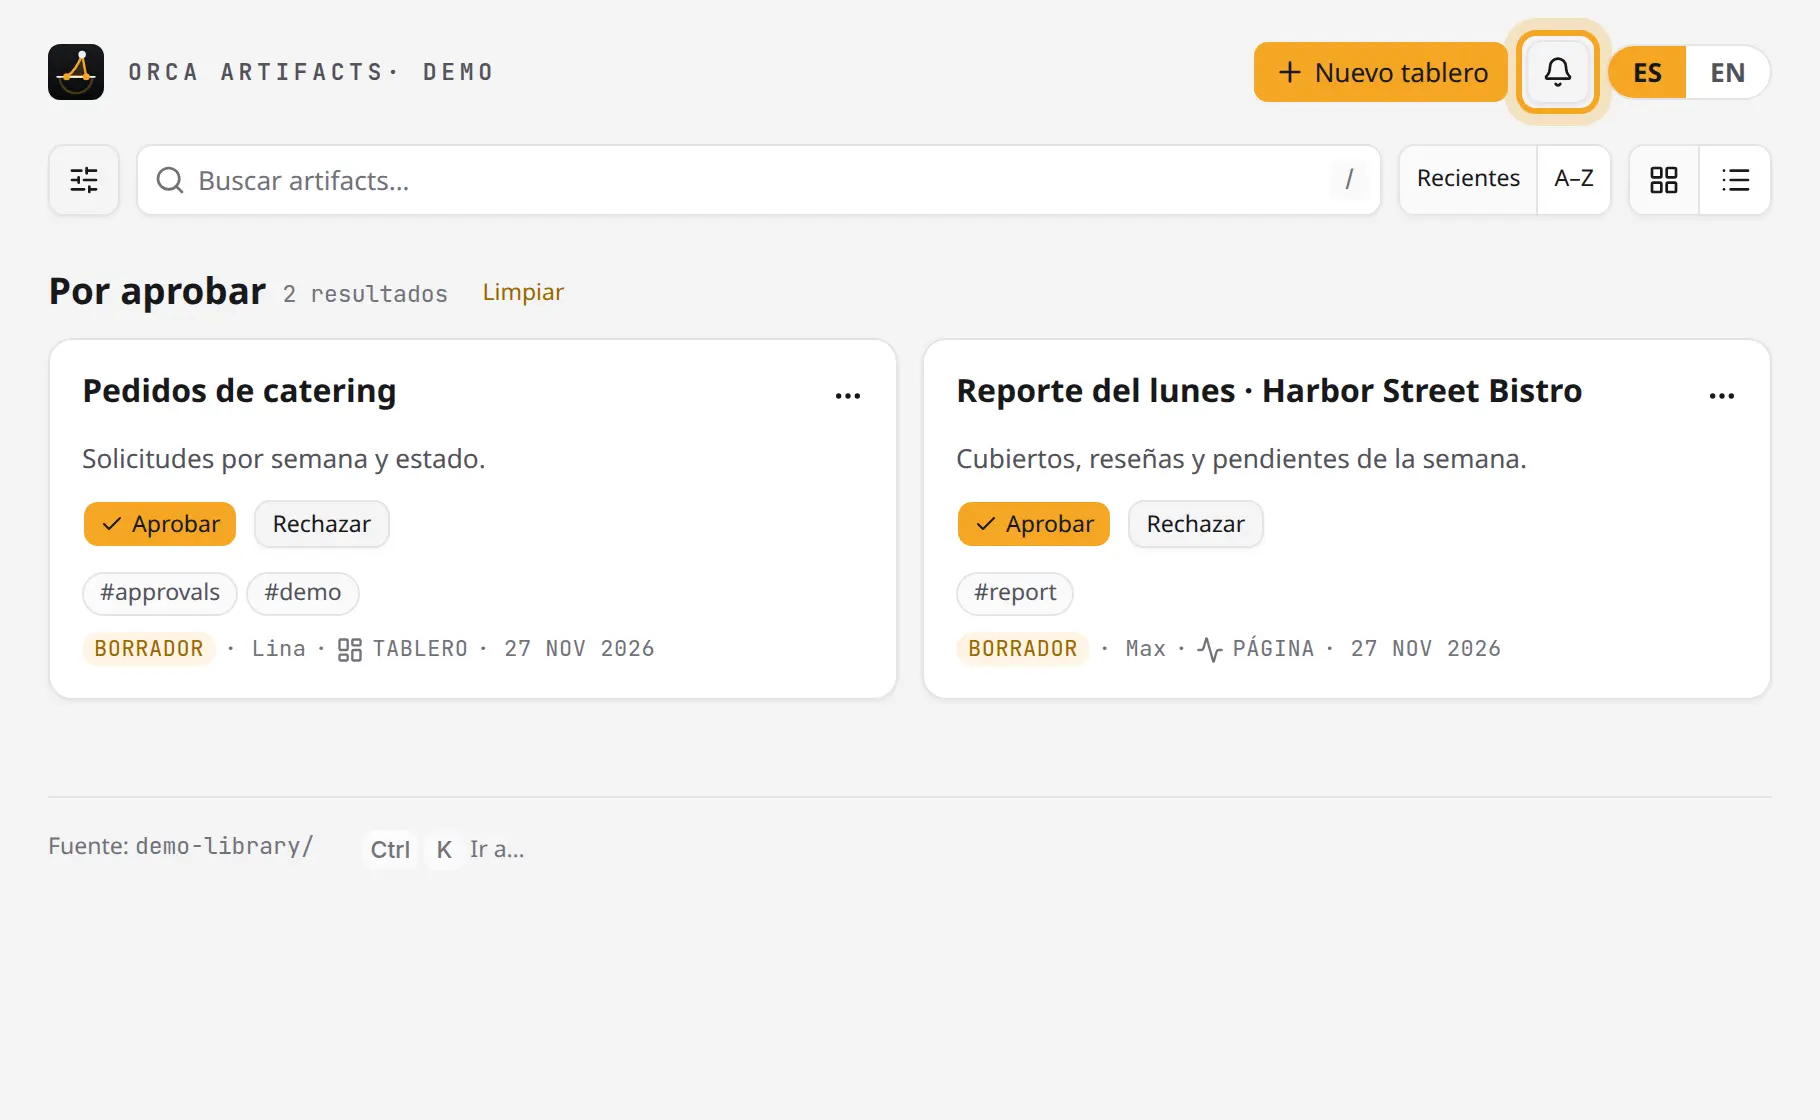 ORCA ARTIFACTS· DEMO
Nuevo tablero
ES EN
Buscar artifacts... /
Recientes A–Z
Por aprobar 2 resultados Limpiar
Pedidos de catering
Solicitudes por semana y estado.
Aprobar Rechazar
#approvals #demo
BORRADOR · Lina · TABLERO · 27 NOV 2026
Reporte del lunes · Harbor Street Bistro
Cubiertos, reseñas y pendientes de la semana.
Aprobar Rechazar
#report
BORRADOR · Max · PÁGINA · 27 NOV 2026
Fuente: demo-library/ Ctrl K Ir a...